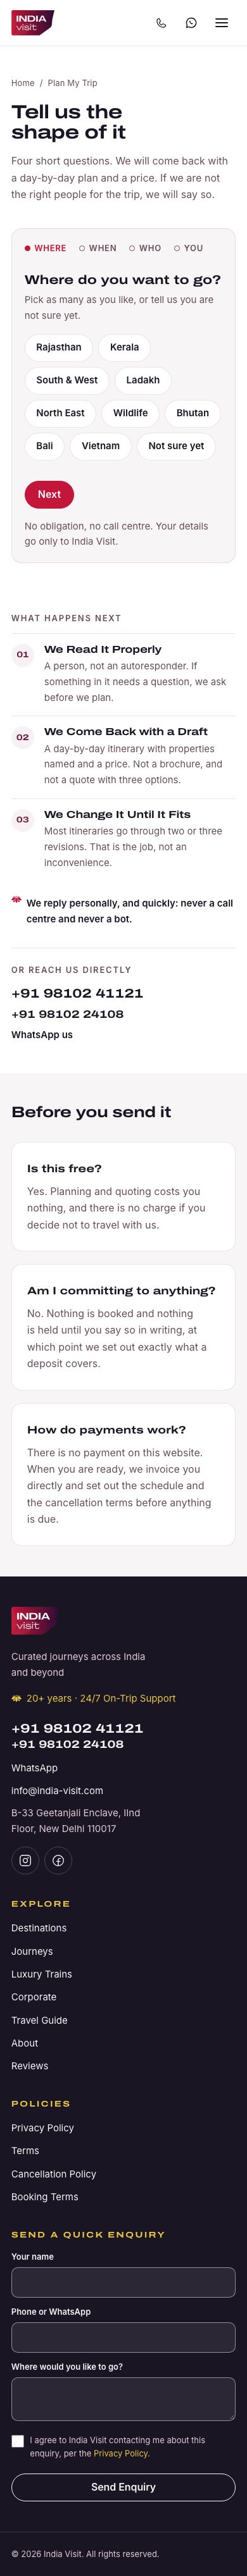 INDIA
visit
Home / Plan My Trip
Tell us the
shape of it
Four short questions. We will come back with
a day-by-day plan and a price. If we are not
the right people for the trip, we will say so.
WHERE WHEN WHO YOU
Where do you want to go?
Pick as many as you like, or tell us you are
not sure yet.
Rajasthan Kerala
South & West Ladakh
North East Wildlife Bhutan
Bali Vietnam Not sure yet
Next
No obligation, no call centre. Your details
go only to India Visit.
WHAT HAPPENS NEXT
01 We Read It Properly
A person, not an autoresponder. If
something in it needs a question, we ask
before we plan.
02 We Come Back with a Draft
A day-by-day itinerary with properties
named and a price. Not a brochure, and
not a quote with three options.
03 We Change It Until It Fits
Most itineraries go through two or three
revisions. That is the job, not an
inconvenience.
We reply personally, and quickly: never a call
centre and never a bot.
OR REACH US DIRECTLY
+91 98102 41121
+91 98102 24108
WhatsApp us
Before you send it
Is this free?
Yes. Planning and quoting costs you
nothing, and there is no charge if you
decide not to travel with us.
Am I committing to anything?
No. Nothing is booked and nothing
is held until you say so in writing, at
which point we set out exactly what a
deposit covers.
How do payments work?
There is no payment on this website.
When you are ready, we invoice you
directly and set out the schedule and
the cancellation terms before anything
is due.
INDIA
visit
Curated journeys across India
and beyond
20+ years · 24/7 On-Trip Support
+91 98102 41121
+91 98102 24108
WhatsApp
info@india-visit.com
B-33 Geetanjali Enclave, IInd
Floor, New Delhi 110017
EXPLORE
Destinations
Journeys
Luxury Trains
Corporate
Travel Guide
About
Reviews
POLICIES
Privacy Policy
Terms
Cancellation Policy
Booking Terms
SEND A QUICK ENQUIRY
Your name
Phone or WhatsApp
Where would you like to go?
I agree to India Visit contacting me about this
enquiry, per the Privacy Policy.
Send Enquiry
© 2026 India Visit. All rights reserved.